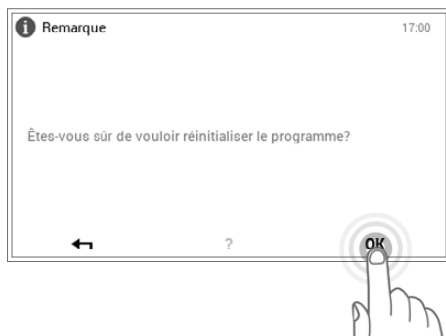 Remarque 17:00
Êtes-vous sûr de vouloir réinitialiser le programme?
? OK